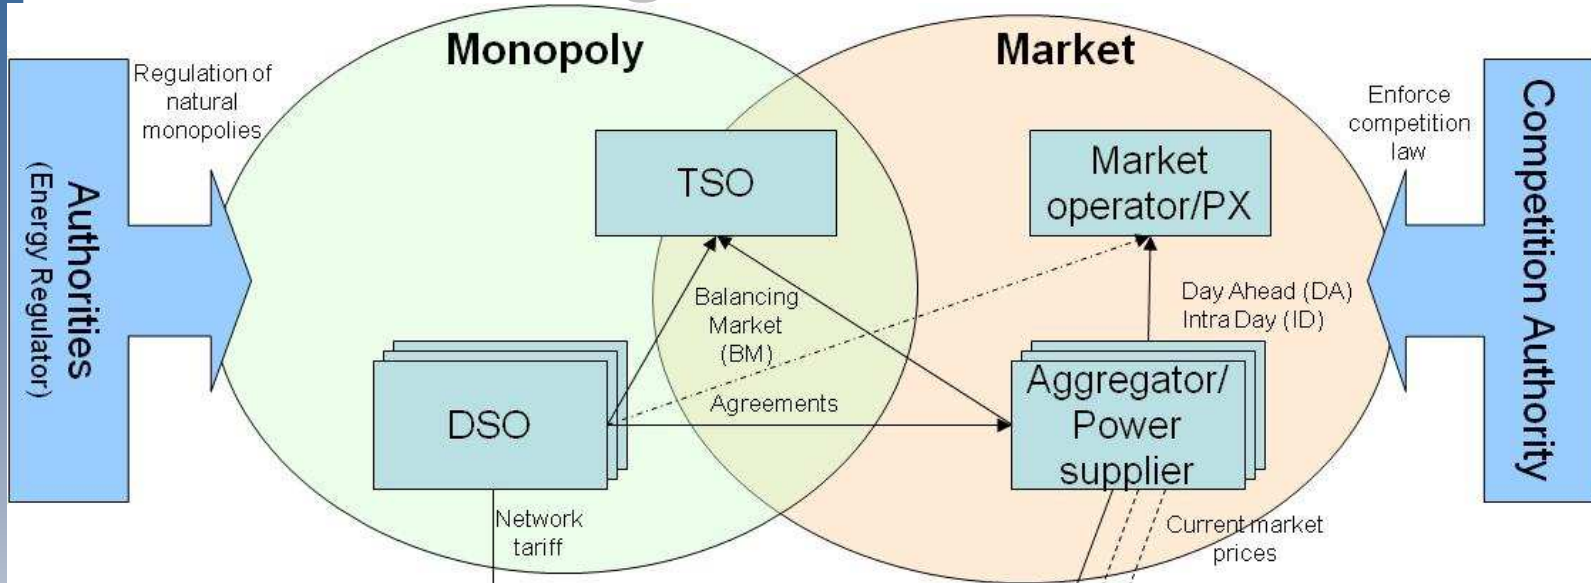 Monopoly
Market
Regulation of
natural
monopolies
Enforce
competition
law
Authorities
(Energy Regulator)
Competition Authority
TSO
Market
operator/PX
Balancing
Market
(BM)
Day Ahead (DA)
Intra Day (ID)
DSO
Agreements
Aggregator/
Power
supplier
Network
tariff
Current market
prices